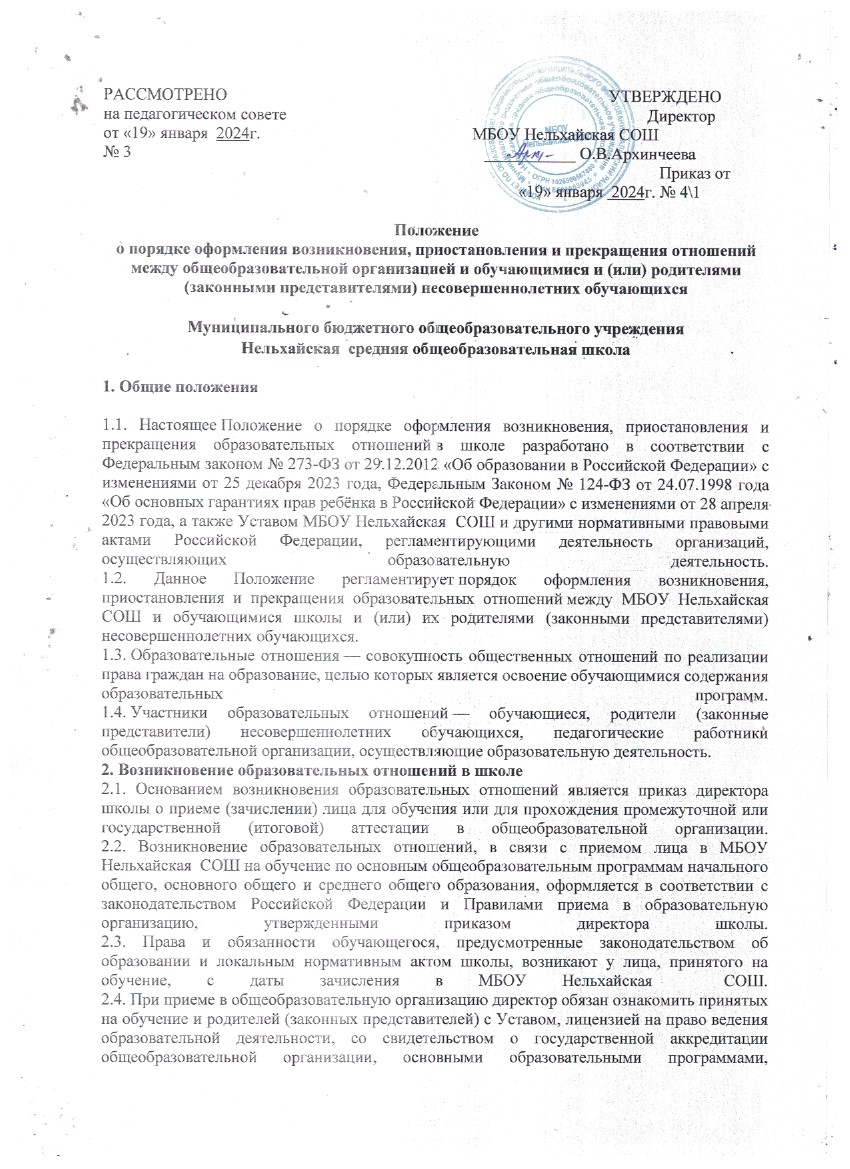 РАССМОТРЕНО
на педагогическом совете
от «19» января 2024г.
№ 3
УТВЕРЖДЕНО
Директор
МБОУ Нельхайская СОШ
О.В.Архинчеева
Приказ от
«19» января 2024г. № 4\1
Положение
о порядке оформления возникновения, приостановления и прекращения отношений
между общеобразовательной организацией и обучающимися и (или) родителями
(законными представителями) несовершеннолетних обучающихся
Муниципального бюджетного общеобразовательного учреждения
Нельхайская средняя общеобразовательная школа
1. Общие положения
1.1. Настоящее Положение о порядке оформления возникновения, приостановления и
прекращения образовательных отношений в школе разработано в соответствии с
Федеральным законом № 273-ФЗ от 29.12.2012 «Об образовании в Российской Федерации» с
изменениями от 25 декабря 2023 года, Федеральным Законом № 124-ФЗ от 24.07.1998 года
«Об основных гарантиях прав ребёнка в Российской Федерации» с изменениями от 28 апреля
2023 года, а также Уставом МБОУ Нельхайская СОШ и другими нормативными правовыми
актами Российской Федерации, регламентирующими деятельность организаций,
осуществляющих образовательную деятельность.
1.2. Данное Положение регламентирует порядок оформления возникновения,
приостановления и прекращения образовательных отношений между МБОУ Нельхайская
СОШ и обучающимися школы и (или) их родителями (законными представителями)
несовершеннолетних обучающихся.
1.3. Образовательные отношения — совокупность общественных отношений по реализации
права граждан на образование, целью которых является освоение обучающимися содержания
образовательных программ.
1.4. Участники образовательных отношений — обучающиеся, родители (законные
представители) несовершеннолетних обучающихся, педагогические работники
общеобразовательной организации, осуществляющие образовательную деятельность.
2. Возникновение образовательных отношений в школе
2.1. Основанием возникновения образовательных отношений является приказ директора
школы о приеме (зачислении) лица для обучения или для прохождения промежуточной или
государственной (итоговой) аттестации в общеобразовательной организации.
2.2. Возникновение образовательных отношений, в связи с приемом лица в МБОУ
Нельхайская СОШ на обучение по основным общеобразовательным программам начального
общего, основного общего и среднего общего образования, оформляется в соответствии с
законодательством Российской Федерации и Правилами приема в образовательную
организацию, утвержденными приказом директора школы.
2.3. Права и обязанности обучающегося, предусмотренные законодательством об
образовании и локальным нормативным актом школы, возникают у лица, принятого на
обучение, с даты зачисления в МБОУ Нельхайская СОШ.
2.4. При приеме в общеобразовательную организацию директор обязан ознакомить принятых
на обучение и родителей (законных представителей) с Уставом, лицензией на право ведения
образовательной деятельности, со свидетельством о государственной аккредитации
общеобразовательной организации, основными образовательными программами,